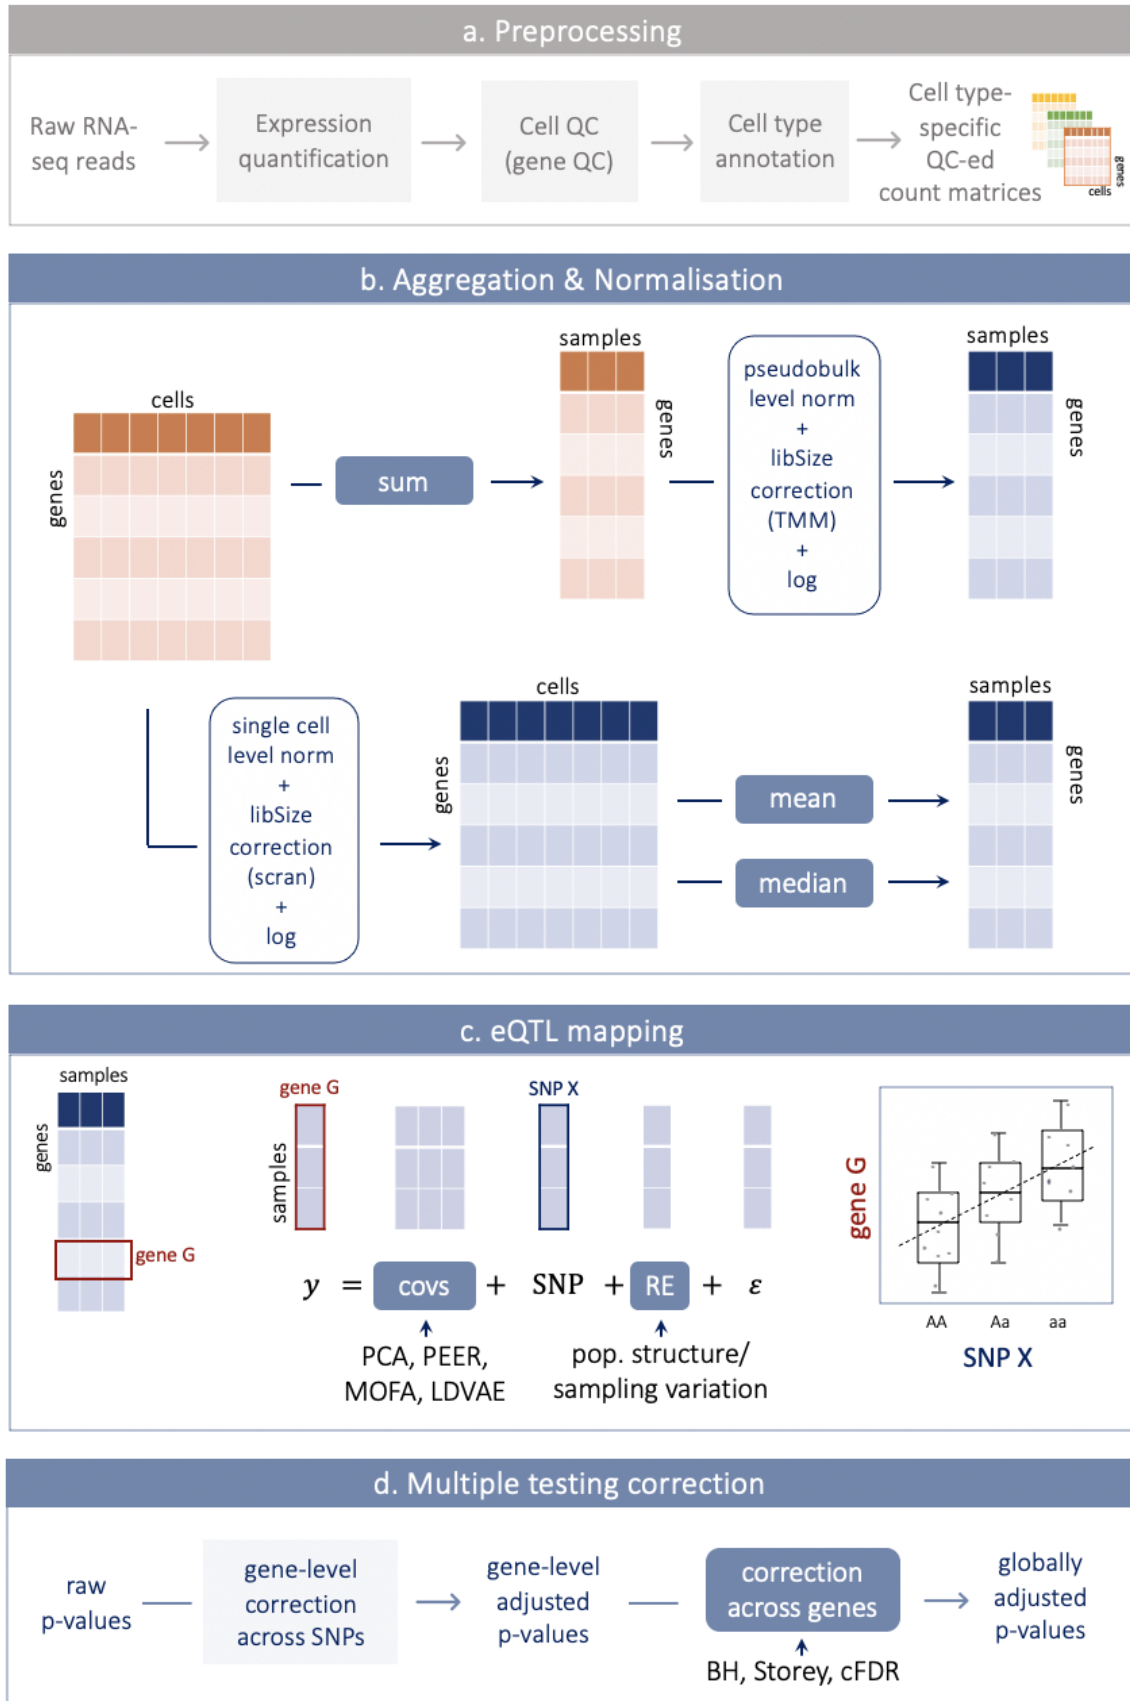 a. Preprocessing
Raw RNA-
seq reads
Expression
quantification
Cell QC
(gene QC)
Cell type
annotation
Cell type-
specific
QC-ed
count matrices
genes
cells
b. Aggregation & Normalisation
cells
genes
sum
samples
genes
pseudobulk
level norm
+
libSize
correction
(TMM)
+
log
samples
genes
single cell
level norm
+
libSize
correction
(scran)
+
log
cells
genes
mean
median
samples
genes
c. eQTL mapping
samples
genes
gene G
gene G
samples
SNP X
y = covs + SNP + RE + ε
PCA, PEER,
MOFA, LDVAE
pop. structure/
sampling variation
gene G
AA Aa aa
SNP X
d. Multiple testing correction
raw
p-values
gene-level
correction
across SNPs
gene-level
adjusted
p-values
correction
across genes
BH, Storey, cFDR
globally
adjusted
p-values